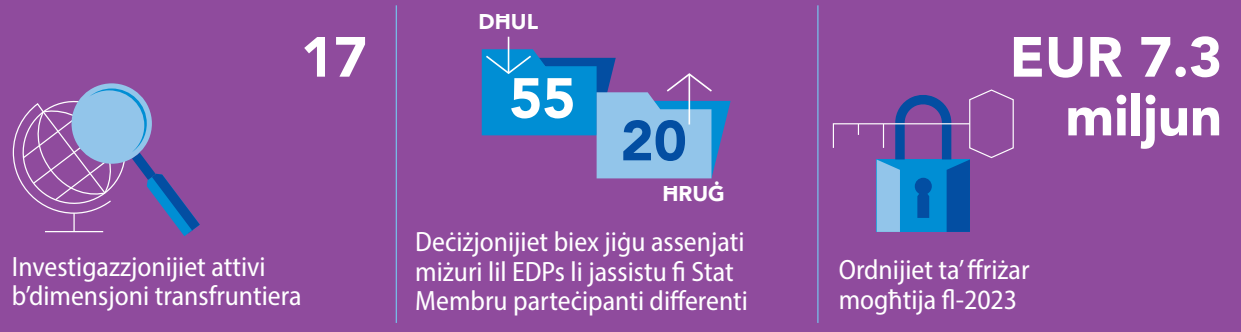 17
Investigazzjonijiet attivi
b'dimensjoni transfruntiera
DĦUL
55
20
ĦRUĠ
Deċiżjonijiet biex jiġu assenjati
miżuri lil EDPs li jassistu fi Stat
Membru parteċipanti differenti
EUR 7.3
miljun
Ordnijiet ta' ffriżar
mogħtija fl-2023